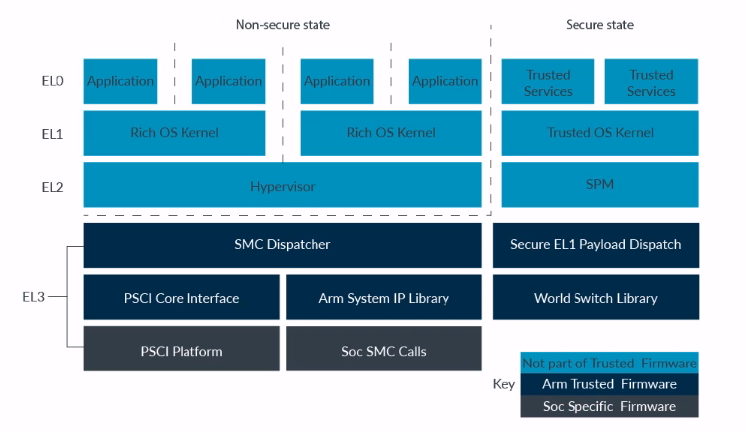 Non-secure state
Secure state
EL0
Application
Application
Application
Application
Trusted
Services
Trusted
Services
EL1
Rich OS Kernel
Rich OS Kernel
Trusted OS Kernel
EL2
Hypervisor
SPM
EL3
SMC Dispatcher
Secure EL1 Payload Dispatch
PSCI Core Interface
Arm System IP Library
World Switch Library
PSCI Platform
Soc SMC Calls
Key
Not part of Trusted Firmware
Arm Trusted Firmware
Soc Specific Firmware